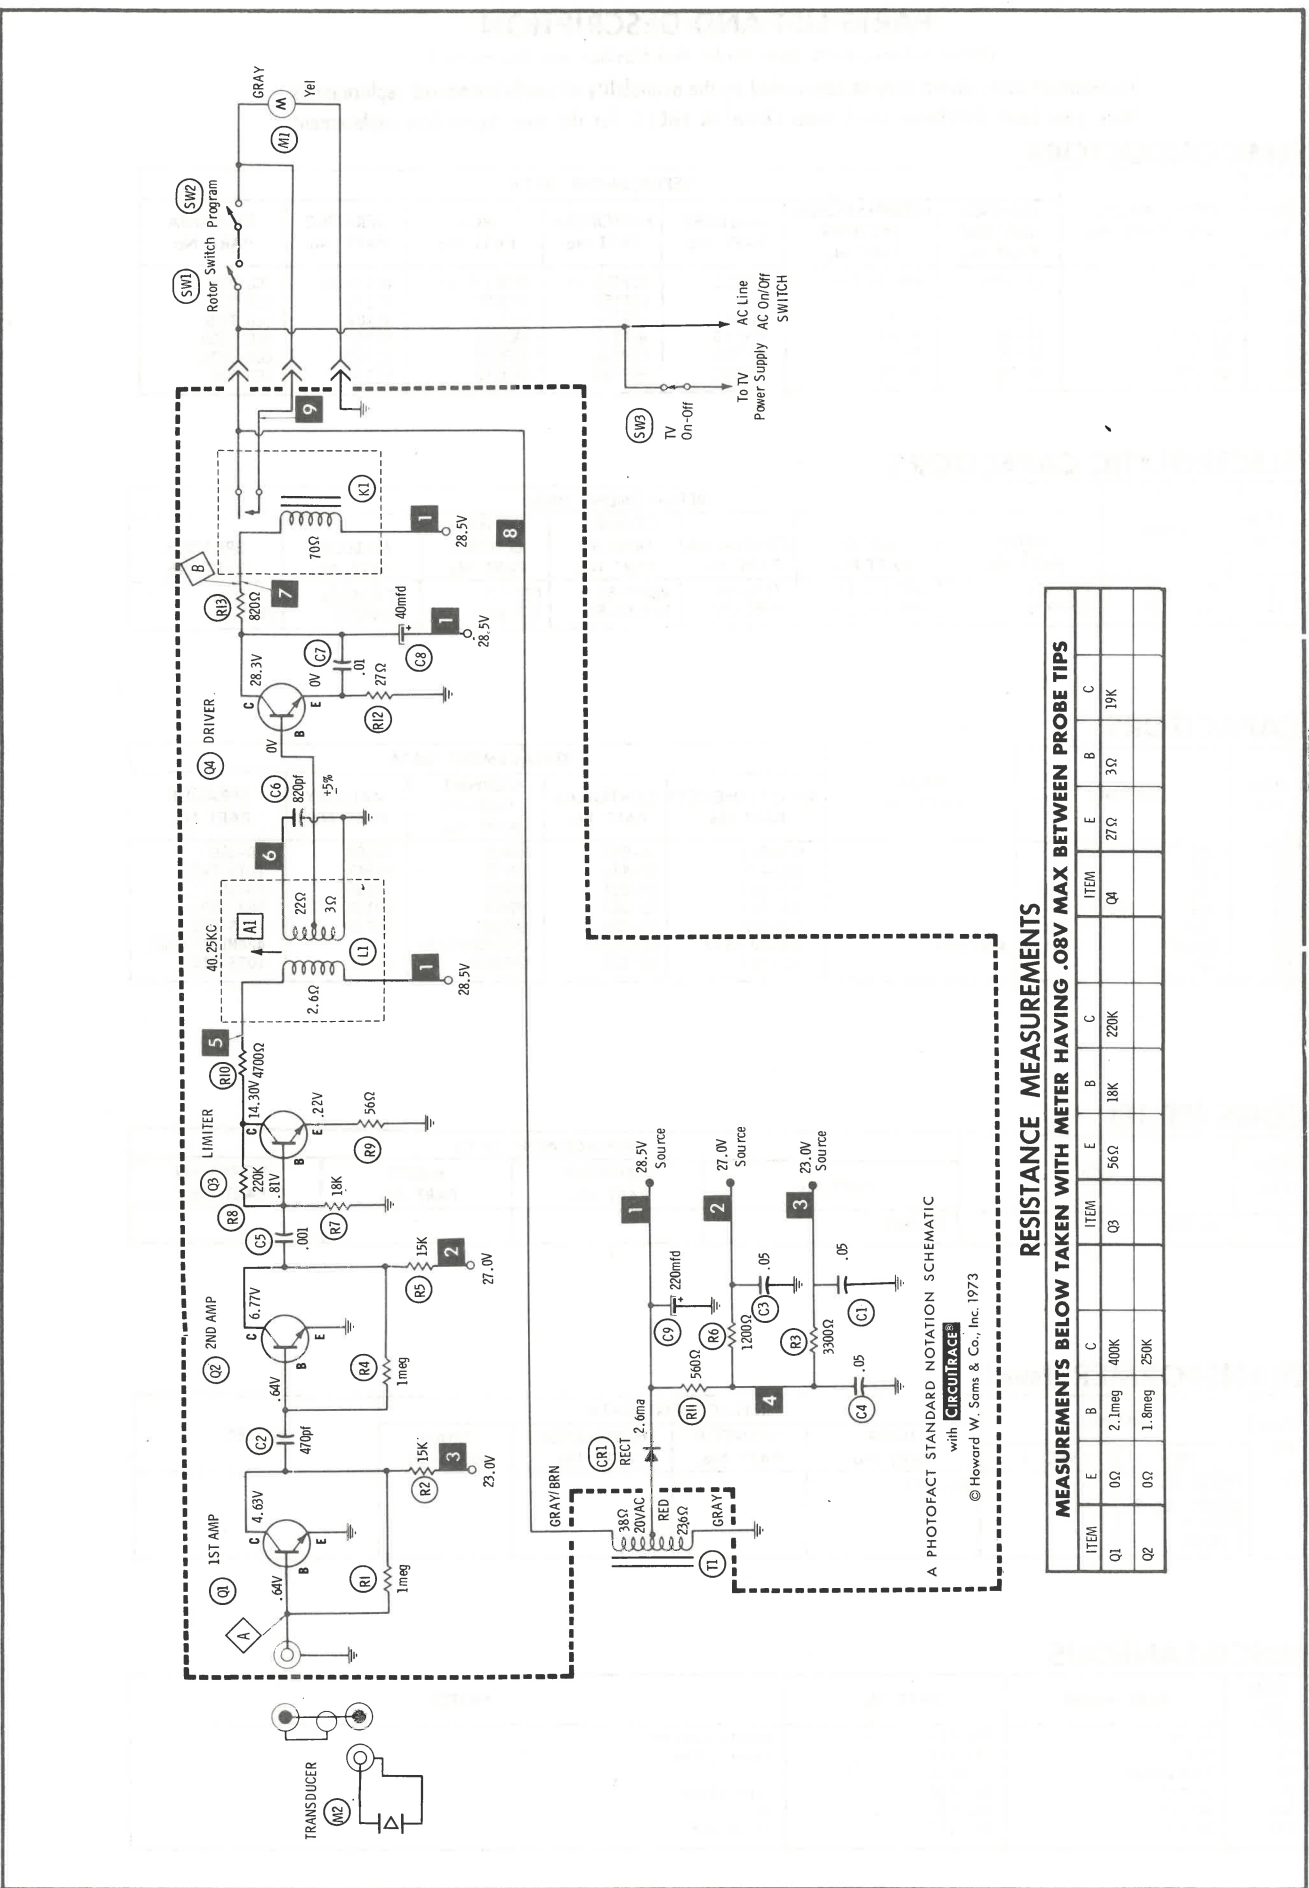 TRANSDUCER
M2
A
Q1 1ST AMP
.64V
C 4.63V
B
E
R1
1meg
R2 15K
3
23.0V
C2
470pf
Q2 2ND AMP
.64V
C 6.77V
B
E
R4
1meg
R5 15K
2
27.0V
C5
.001
Q3 LIMITER
R8 220K
.81V
C 14.30V
B
E .22V
R7 18K
R9 56Ω
R10
4700Ω
5
40.25KC
A1
2.6Ω
22Ω
3Ω
L1
1
28.5V
6
C6
820pf
±5%
Q4 DRIVER
0V
C 28.3V
B
E 0V
R12 27Ω
C7
.01
C8 40mfd
+
1
28.5V
R13
820Ω
B
7
70Ω
K1
1
28.5V
8
9
SW1 SW2
Rotor Switch Program
GRAY
M
M1
Yel
SW3
TV
On-Off
To TV
Power Supply
AC Line
AC On/Off
SWITCH
GRAY/BRN
38Ω
20VAC
RED
23.6Ω
GRAY
T1
CR1
RECT
2.6ma
R11 560Ω
4
C4 .05
C9 220mfd
+
R6
1200Ω
C3 .05
R3
3300Ω
C1 .05
1
28.5V
Source
2
27.0V
Source
3
23.0V
Source
A PHOTOFACT STANDARD NOTATION SCHEMATIC
with CIRCUITRACE®
© Howard W. Sams & Co., Inc. 1973
RESISTANCE MEASUREMENTS
MEASUREMENTS BELOW TAKEN WITH METER HAVING .08V MAX BETWEEN PROBE TIPS
ITEM E B C ITEM E B C ITEM E B C
Q1 0Ω 2.1meg 400K Q3 56Ω 18K 220K Q4 27Ω 3Ω 19K
Q2 0Ω 1.8meg 250K